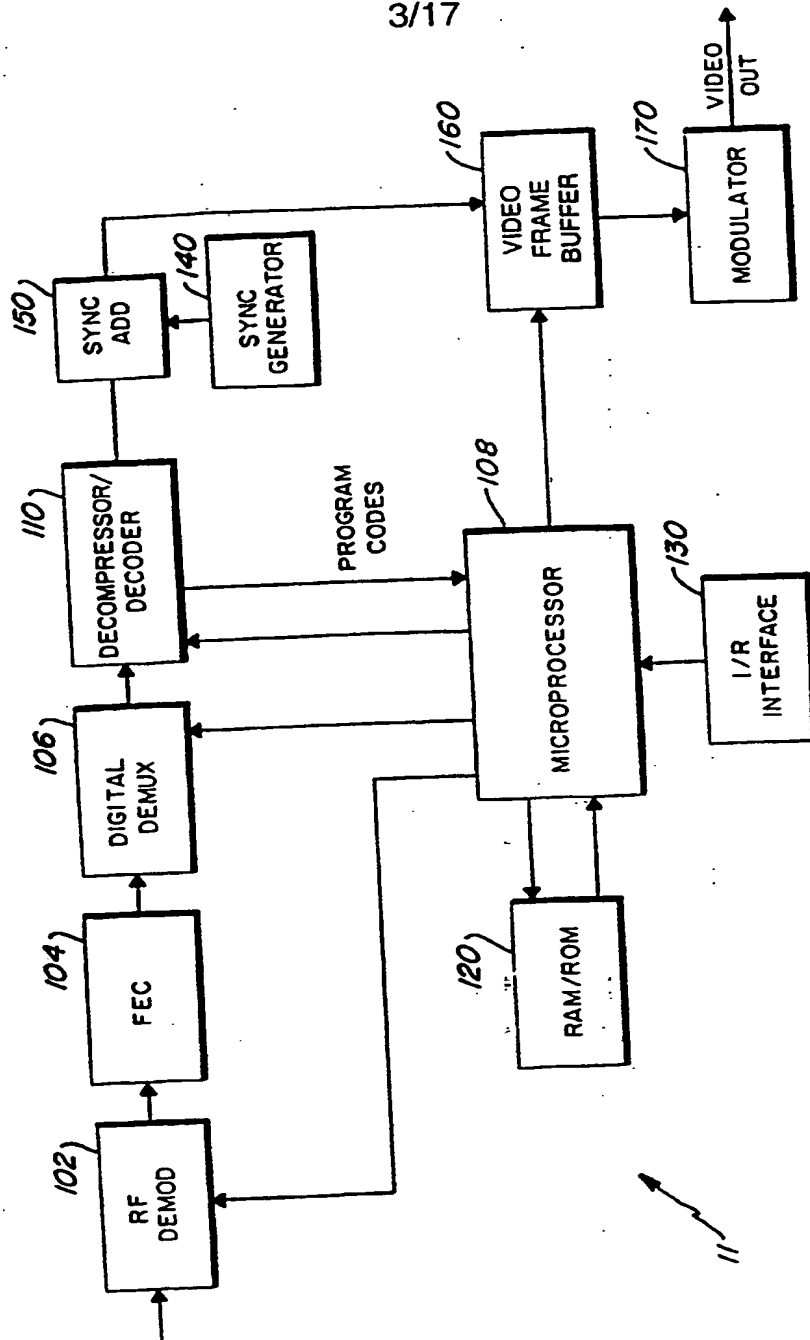 3/17
102
RF
DEMOD
104
FEC
106
DIGITAL
DEMUX
110
DECOMPRESSOR/
DECODER
150
SYNC
ADD
140
SYNC
GENERATOR
160
VIDEO
FRAME
BUFFER
170
MODULATOR
VIDEO
OUT
PROGRAM
CODES
108
MICROPROCESSOR
120
RAM/ROM
130
I/R
INTERFACE
11